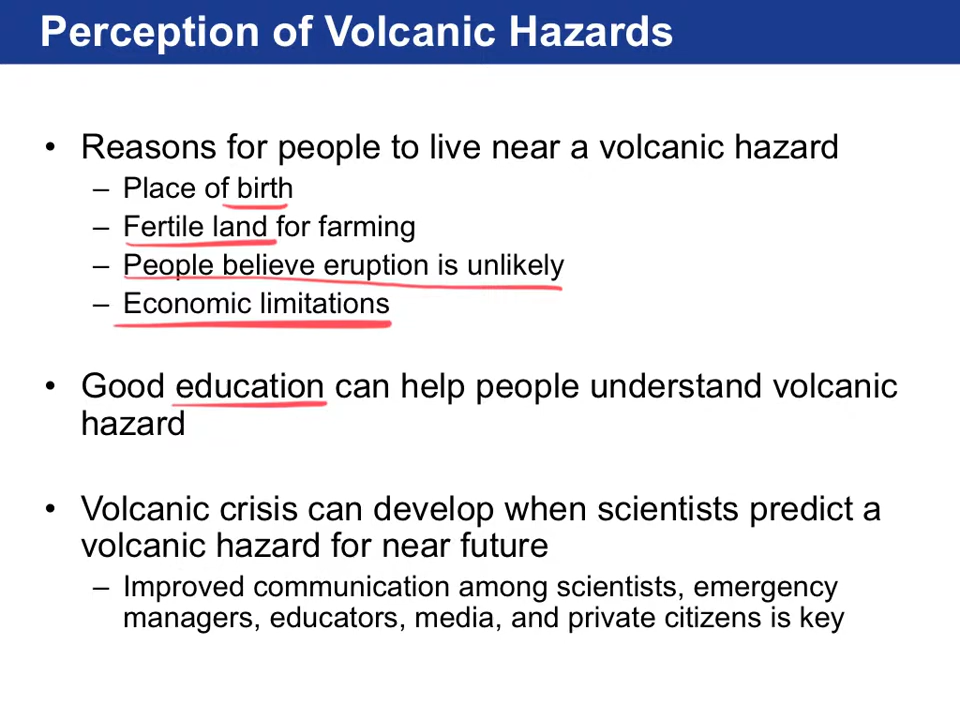 Perception of Volcanic Hazards
• Reasons for people to live near a volcanic hazard
– Place of birth
– Fertile land for farming
– People believe eruption is unlikely
– Economic limitations
• Good education can help people understand volcanic
hazard
• Volcanic crisis can develop when scientists predict a
volcanic hazard for near future
– Improved communication among scientists, emergency
managers, educators, media, and private citizens is key